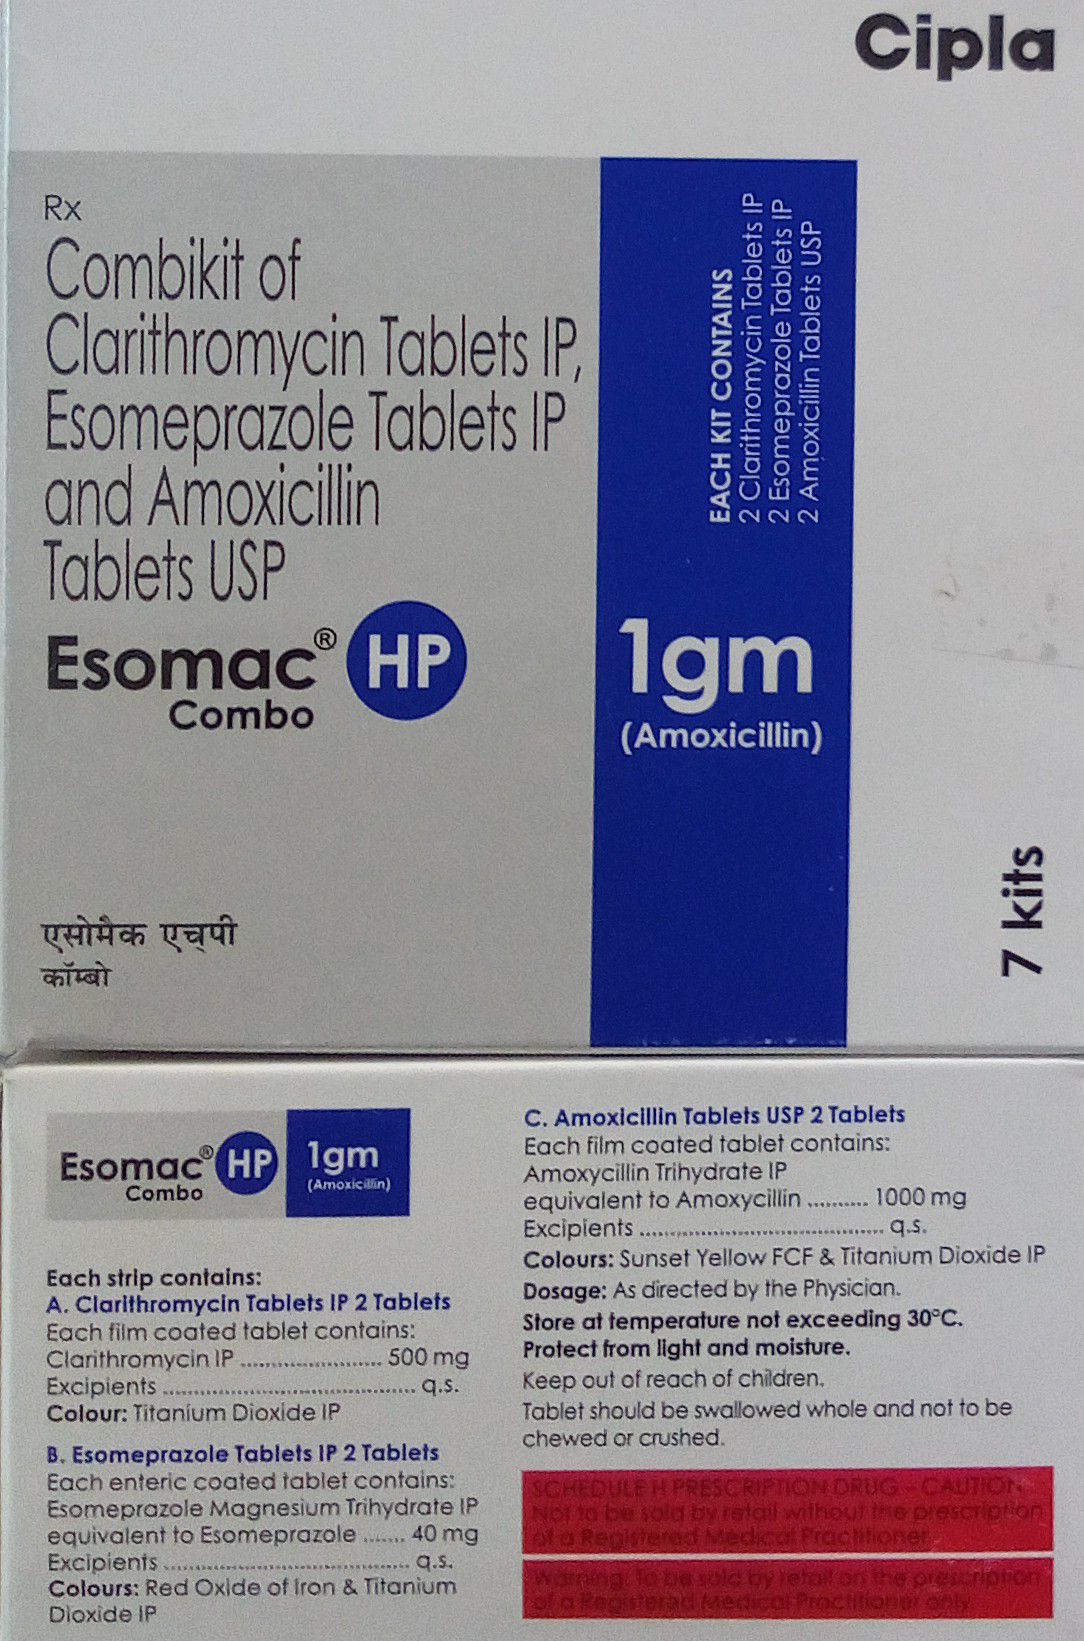 Cipla
Rx
Combikit of
Clarithromycin Tablets IP,
Esomeprazole Tablets IP
and Amoxicillin
Tablets USP
Esomac® HP
Combo
एसोमैक एच्पी
कॉम्बो
EACH KIT CONTAINS
2 Clarithromycin Tablets IP
2 Esomeprazole Tablets IP
2 Amoxicillin Tablets USP
1gm
(Amoxicillin)
7 kits
Esomac® HP
Combo
1gm
(Amoxicillin)
Each strip contains:
A. Clarithromycin Tablets IP 2 Tablets
Each film coated tablet contains:
Clarithromycin IP ........................ 500 mg
Excipients .......................................... q.s.
Colour: Titanium Dioxide IP
B. Esomeprazole Tablets IP 2 Tablets
Each enteric coated tablet contains:
Esomeprazole Magnesium Trihydrate IP
equivalent to Esomeprazole ....... 40 mg
Excipients ......................................... q.s.
Colours: Red Oxide of Iron & Titanium
Dioxide IP
C. Amoxicillin Tablets USP 2 Tablets
Each film coated tablet contains:
Amoxycillin Trihydrate IP
equivalent to Amoxycillin .......... 1000 mg
Excipients ........................................ q.s.
Colours: Sunset Yellow FCF & Titanium Dioxide IP
Dosage: As directed by the Physician.
Store at temperature not exceeding 30°C.
Protect from light and moisture.
Keep out of reach of children.
Tablet should be swallowed whole and not to be
chewed or crushed.
SCHEDULE H PRESCRIPTION DRUG - CAUTION
Not to be sold by retail without the prescription
of a Registered Medical Practitioner.
Warning: To be sold by retail on the prescription
of a Registered Medical Practitioner only.